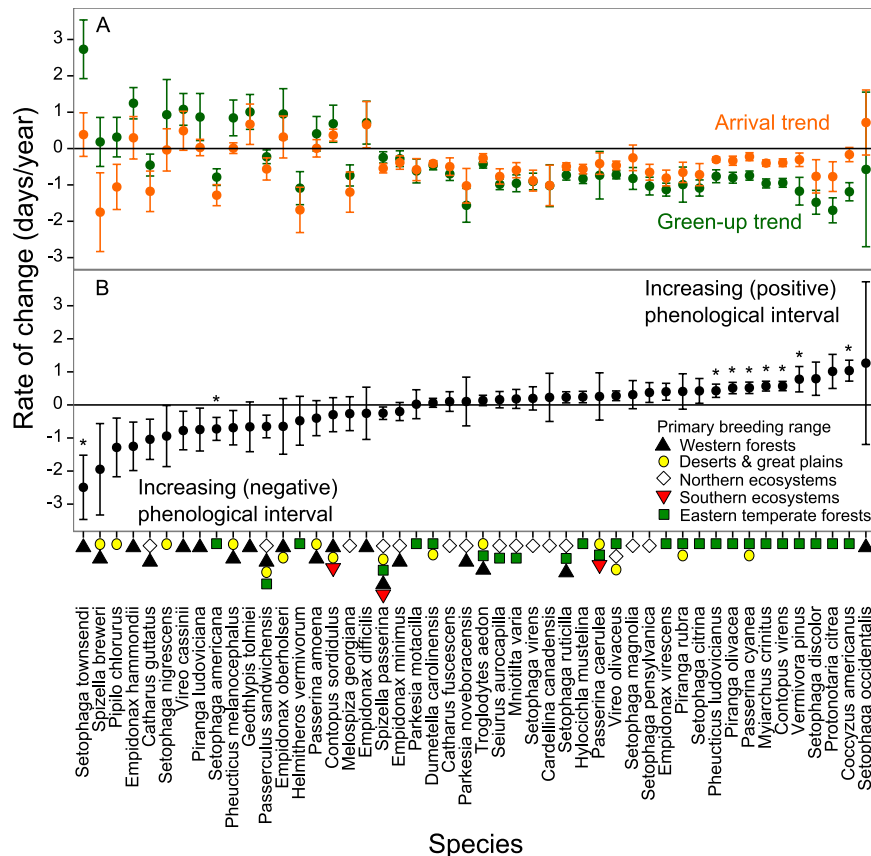 A
3
2
1
0
-1
-2
-3
Arrival trend
Green-up trend
Rate of change (days/year)
B
3
2
1
0
-1
-2
-3
Increasing (positive)
phenological interval
* * * * * * * * *
Increasing (negative)
phenological interval
Primary breeding range
Western forests
Deserts & great plains
Northern ecosystems
Southern ecosystems
Eastern temperate forests
Setophaga townsendi
Spizella breweri
Pipilo chlorurus
Empidonax hammondii
Catharus guttatus
Setophaga nigrescens
Vireo cassinii
Piranga ludoviciana
Setophaga americana
Pheucticus melanocephalus
Geothlypis tolmiei
Passerculus sandwichensis
Empidonax oberholseri
Helmitheros vermivorum
Passerina amoena
Contopus sordidulus
Melospiza georgiana
Empidonax difficilis
Spizella passerina
Empidonax minimus
Parkesia motacilla
Dumetella carolinensis
Catharus fuscescens
Parkesia noveboracensis
Troglodytes aedon
Seiurus aurocapilla
Mniotilta varia
Setophaga virens
Cardellina canadensis
Setophaga ruticilla
Hylocichla mustelina
Passerina caerulea
Vireo olivaceus
Setophaga magnolia
Setophaga pensylvanica
Empidonax virescens
Piranga rubra
Setophaga citrina
Pheucticus ludovicianus
Piranga olivacea
Passerina cyanea
Myiarchus crinitus
Contopus virens
Vermivora pinus
Setophaga discolor
Protonotaria citrea
Coccyzus americanus
Setophaga occidentalis
Species